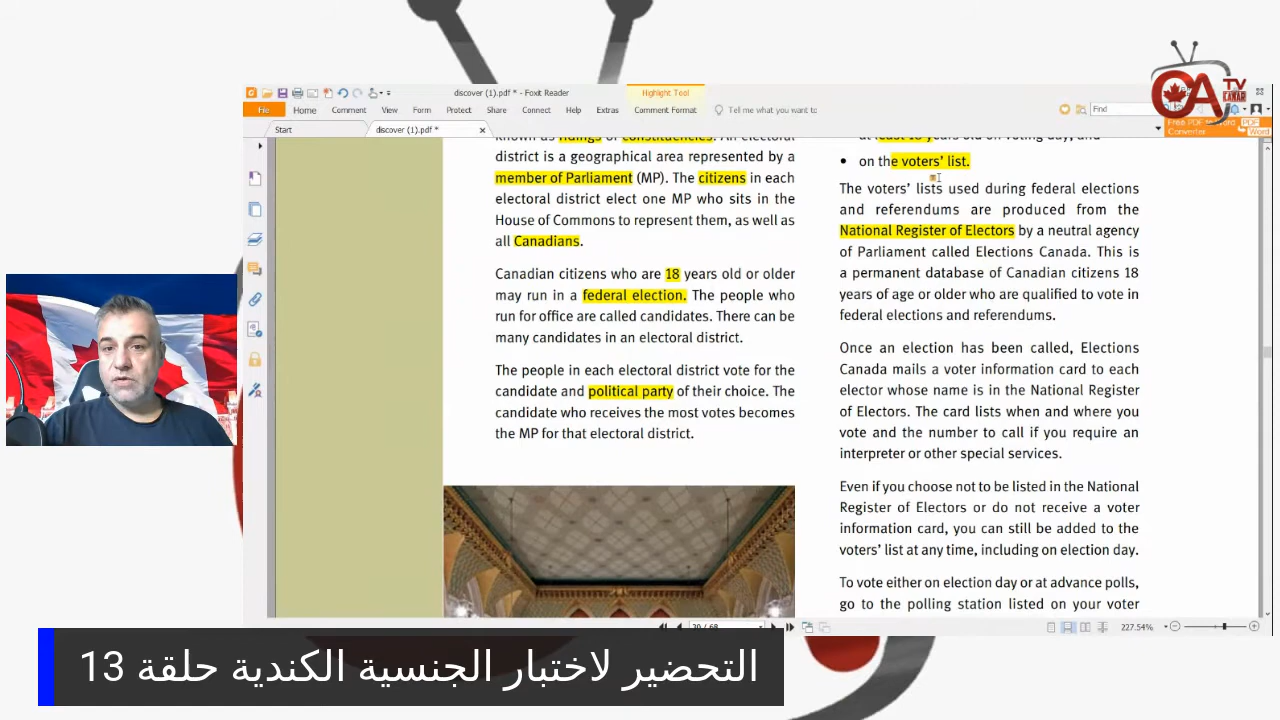 TV
KANAR
discover (1).pdf * - Foxit Reader
Highlight Tool
File Home Comment View Form Protect Share Connect Help Extras Comment Format Tell me what you want to Find
Start discover (1).pdf *
PDF
Word
district is a geographical area represented by a
member of Parliament (MP). The citizens in each
electoral district elect one MP who sits in the
House of Commons to represent them, as well as
all Canadians.
Canadian citizens who are 18 years old or older
may run in a federal election. The people who
run for office are called candidates. There can be
many candidates in an electoral district.
The people in each electoral district vote for the
candidate and political party of their choice. The
candidate who receives the most votes becomes
the MP for that electoral district.
• on the voters' list.
The voters' lists used during federal elections
and referendums are produced from the
National Register of Electors by a neutral agency
of Parliament called Elections Canada. This is
a permanent database of Canadian citizens 18
years of age or older who are qualified to vote in
federal elections and referendums.
Once an election has been called, Elections
Canada mails a voter information card to each
elector whose name is in the National Register
of Electors. The card lists when and where you
vote and the number to call if you require an
interpreter or other special services.
Even if you choose not to be listed in the National
Register of Electors or do not receive a voter
information card, you can still be added to the
voters' list at any time, including on election day.
To vote either on election day or at advance polls,
go to the polling station listed on your voter
227.54%
التحضير لاختبار الجنسية الكندية حلقة 13